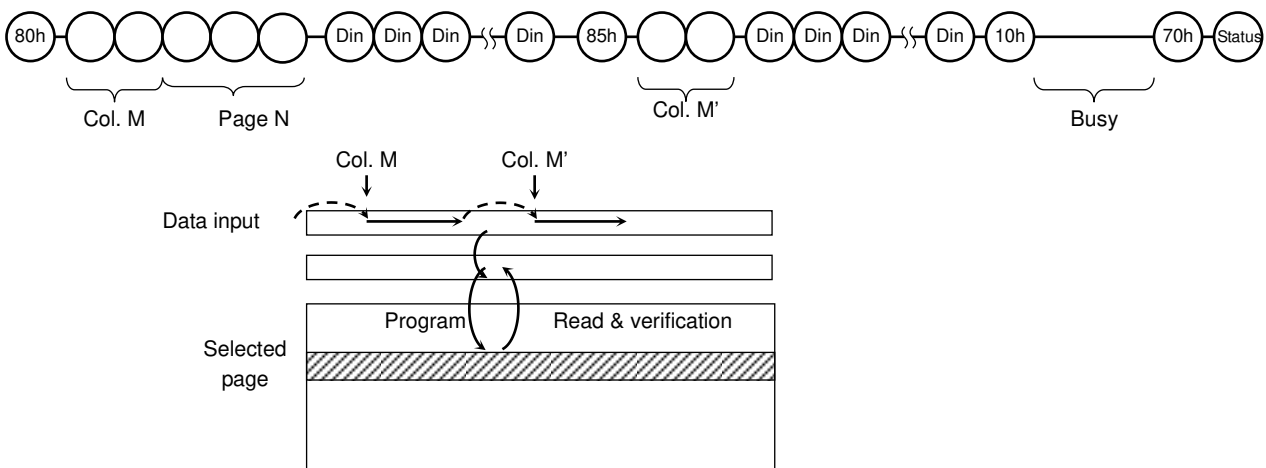 80h Din Din Din Din 85h Din Din Din Din 10h 70h Status
Col. M Page N Col. M' Busy
Col. M Col. M'
Data input
Program Read & verification
Selected
page